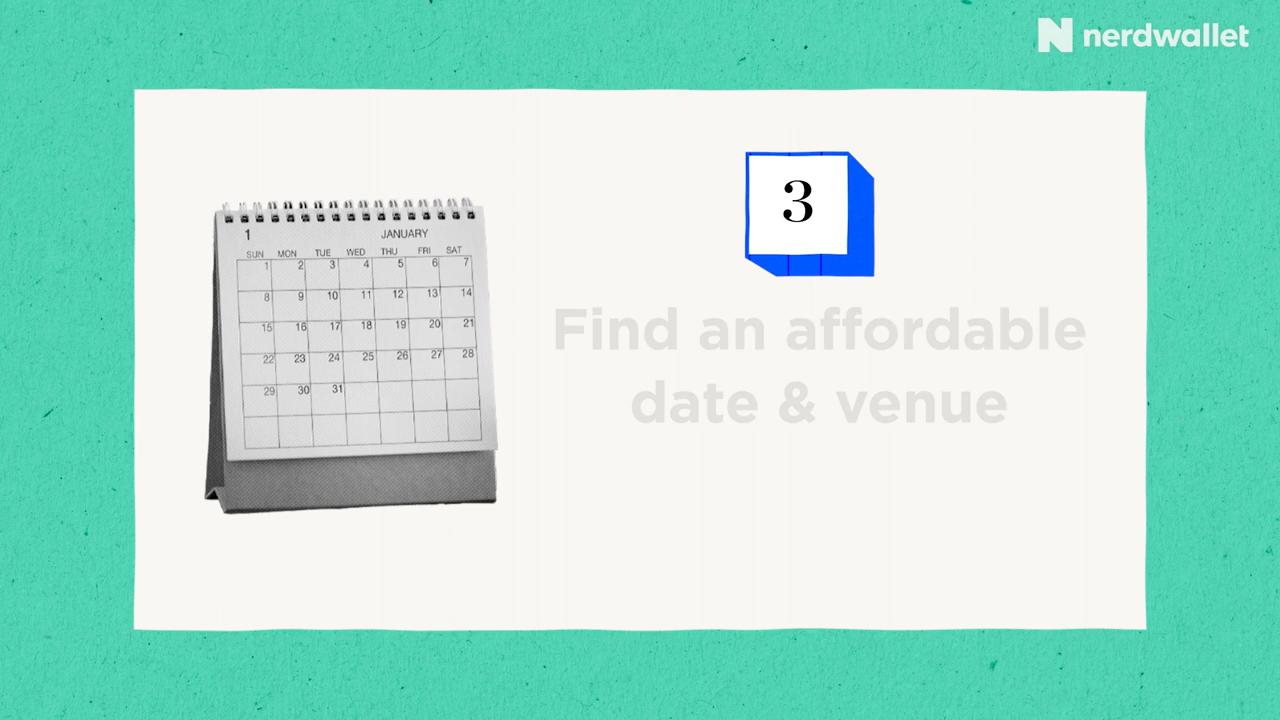 nerdwallet
3
Find an affordable
date & venue
1 JANUARY
SUN MON TUE WED THU FRI SAT
1 2 3 4 5 6 7
8 9 10 11 12 13 14
15 16 17 18 19 20 21
22 23 24 25 26 27 28
29 30 31